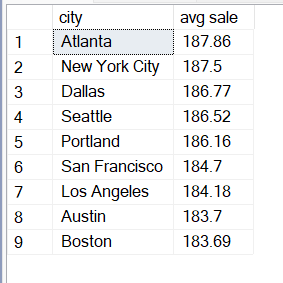 city avg sale
1 Atlanta 187.86
2 New York City 187.5
3 Dallas 186.77
4 Seattle 186.52
5 Portland 186.16
6 San Francisco 184.7
7 Los Angeles 184.18
8 Austin 183.7
9 Boston 183.69